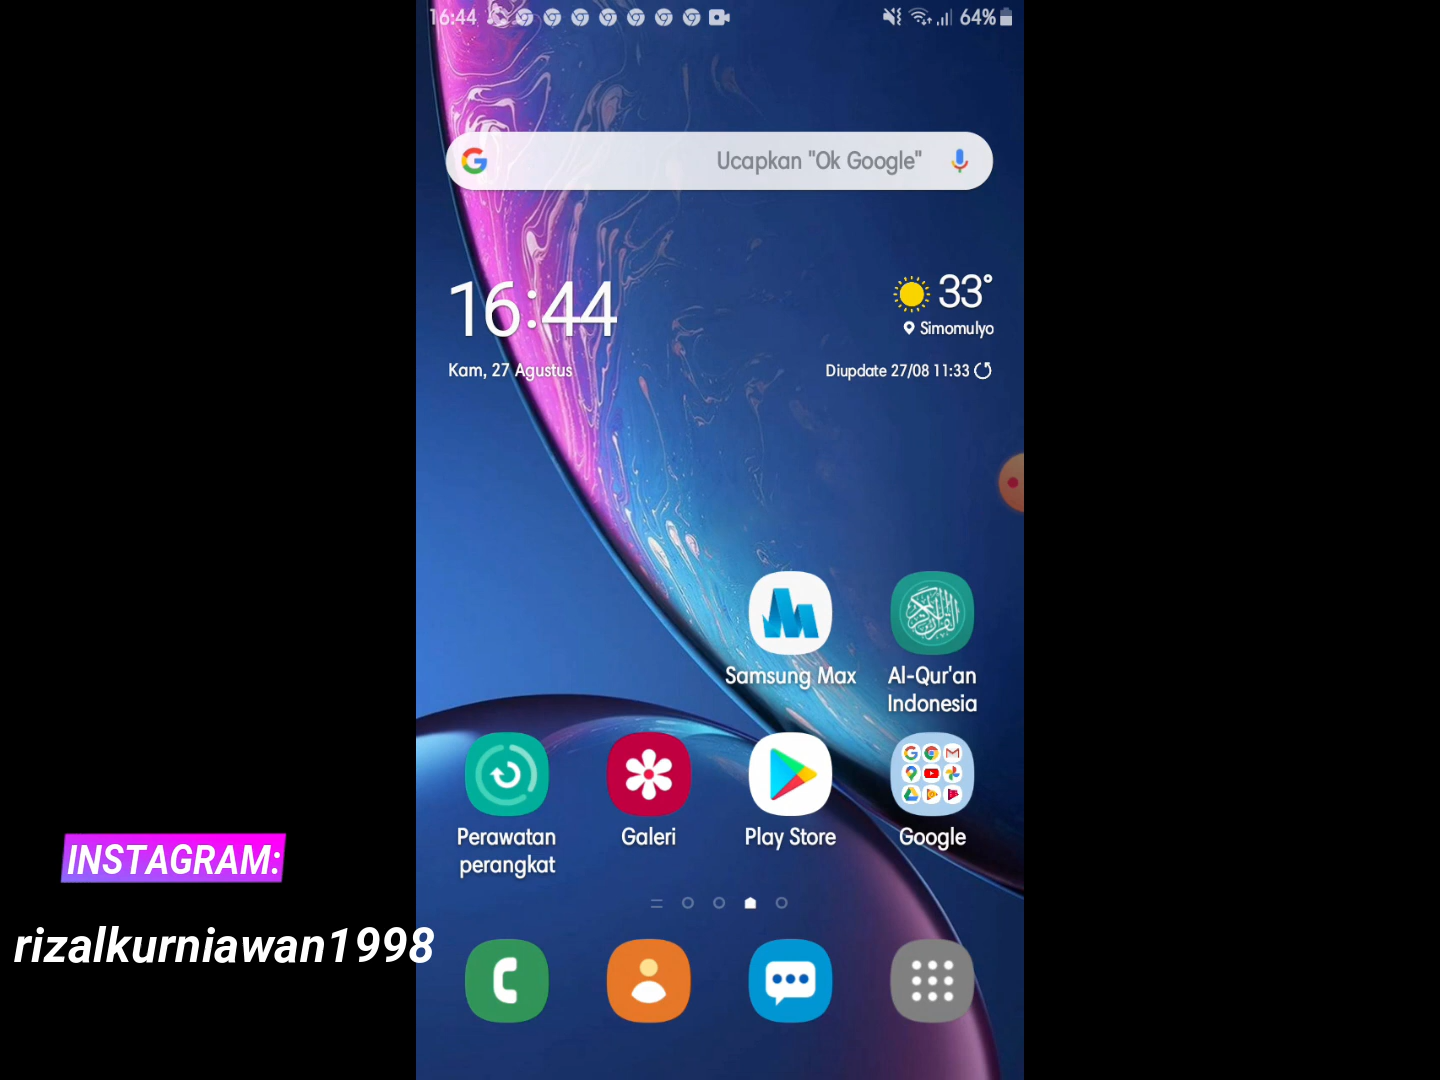 16:44
64%
Ucapkan "Ok Google"
16:44
33°
Simomulyo
Kam, 27 Agustus
Diupdate 27/08 11:33
Samsung Max
Al-Qur'an
Indonesia
Perawatan
perangkat
Galeri
Play Store
Google
INSTAGRAM:
rizalkurniawan1998